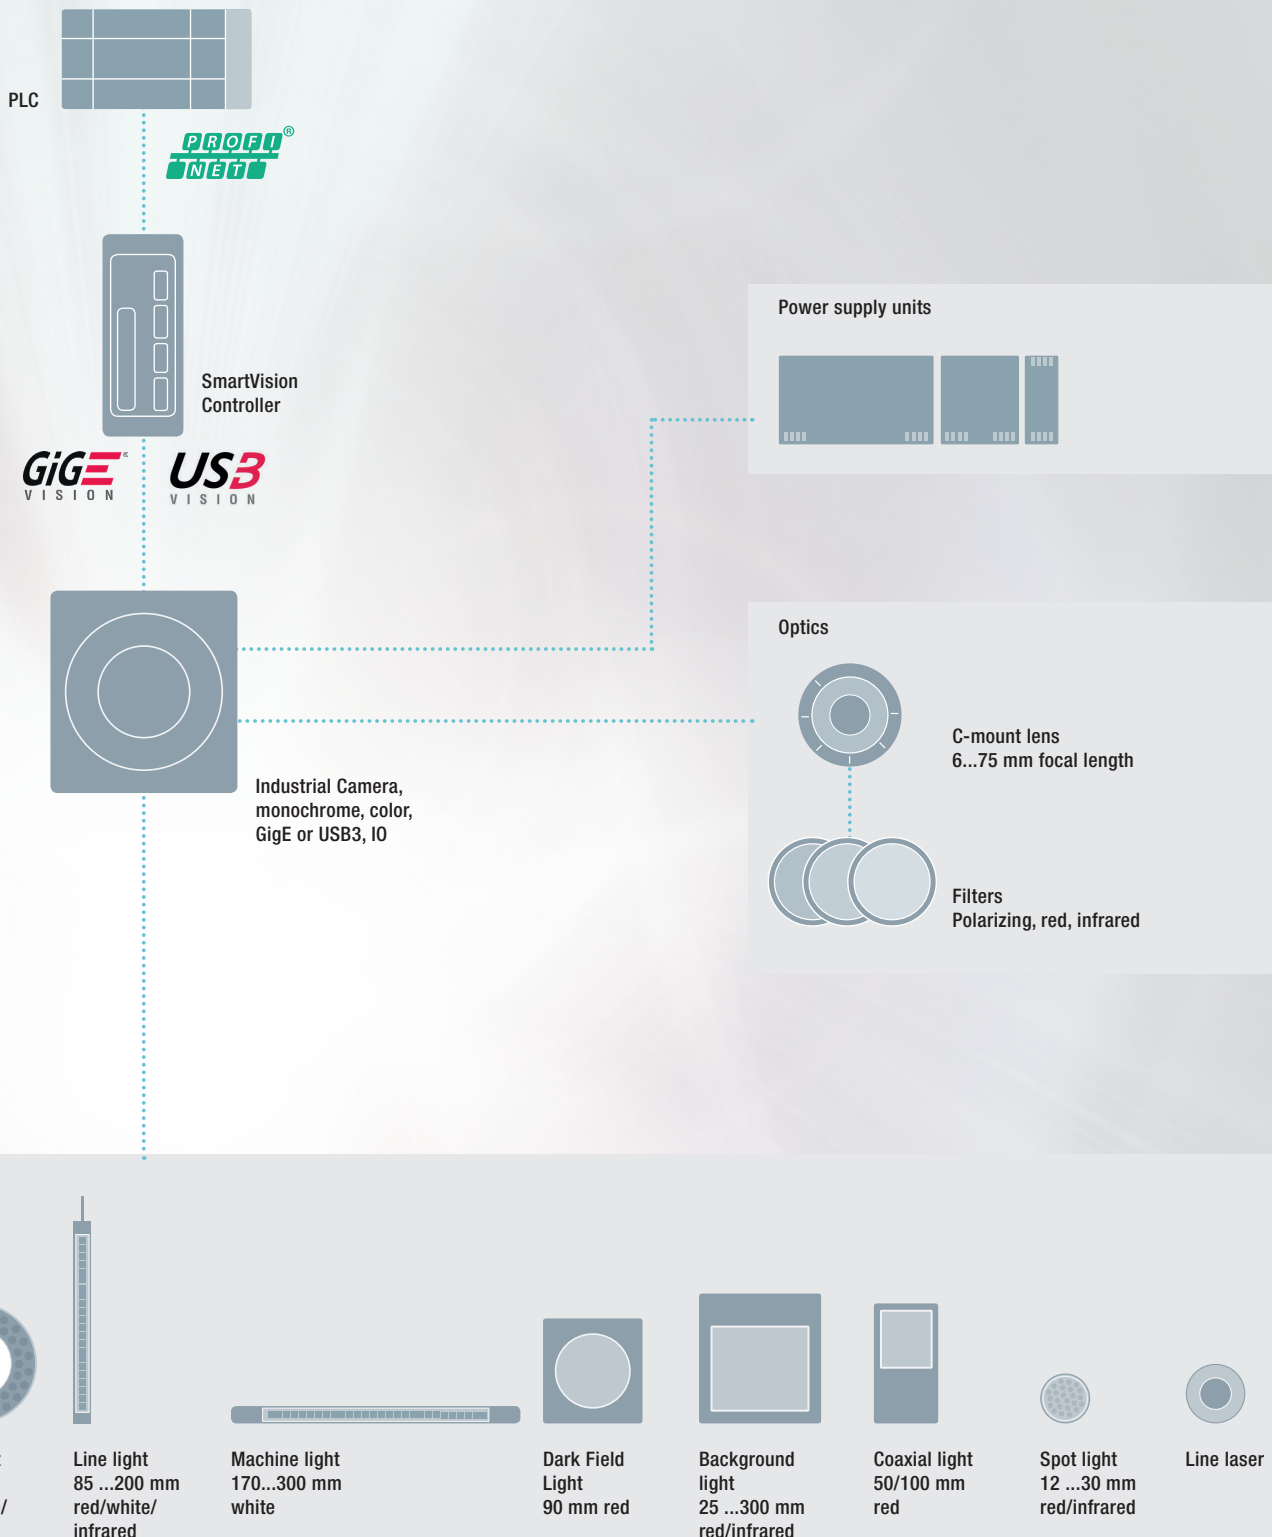 PLC
PROFI®
NET
SmartVision
Controller
GiGE
VISION
USB
VISION
Power supply units
Optics
C-mount lens
6...75 mm focal length
Industrial Camera,
monochrome, color,
GigE or USB3, IO
Filters
Polarizing, red, infrared
Line light
85 ...200 mm
red/white/
infrared
Machine light
170...300 mm
white
Dark Field
Light
90 mm red
Background
light
25 ...300 mm
red/infrared
Coaxial light
50/100 mm
red
Spot light
12 ...30 mm
red/infrared
Line laser